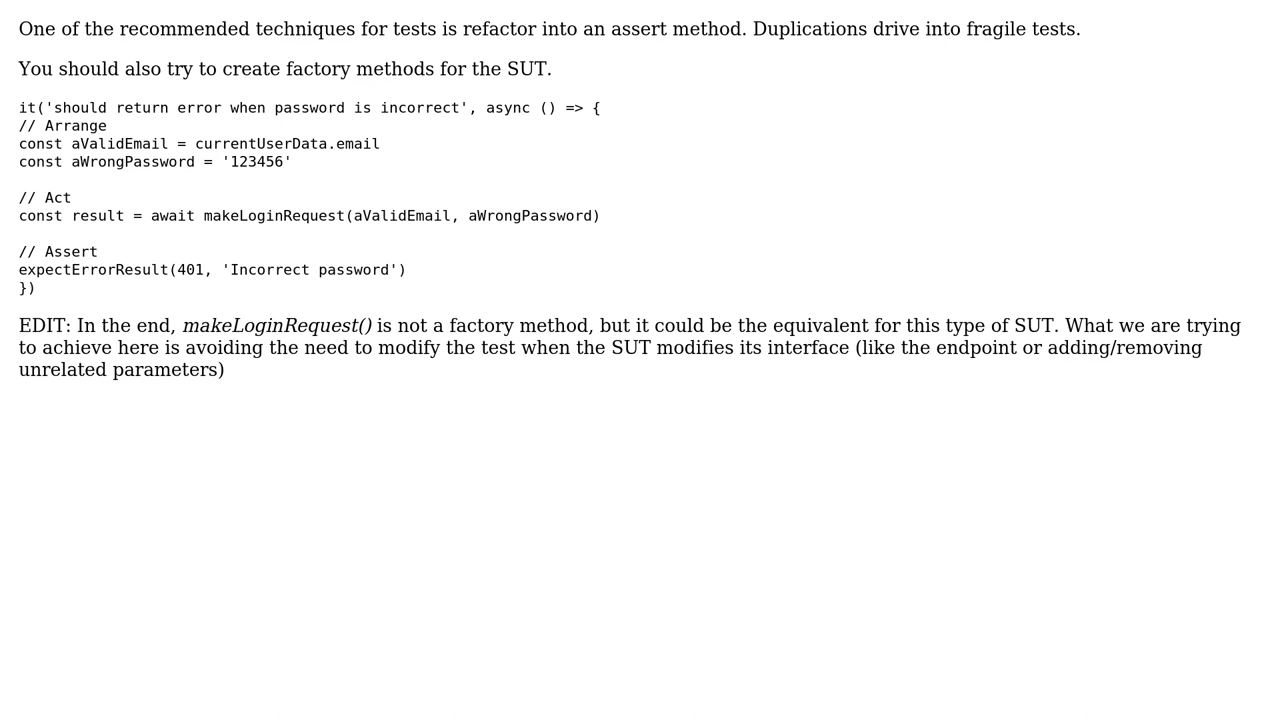 One of the recommended techniques for tests is refactor into an assert method. Duplications drive into fragile tests.
You should also try to create factory methods for the SUT.
it('should return error when password is incorrect', async () => {
// Arrange
const aValidEmail = currentUserData.email
const aWrongPassword = '123456'
// Act
const result = await makeLoginRequest(aValidEmail, aWrongPassword)
// Assert
expectErrorResult(401, 'Incorrect password')
})
EDIT: In the end, makeLoginRequest() is not a factory method, but it could be the equivalent for this type of SUT. What we are trying
to achieve here is avoiding the need to modify the test when the SUT modifies its interface (like the endpoint or adding/removing
unrelated parameters)